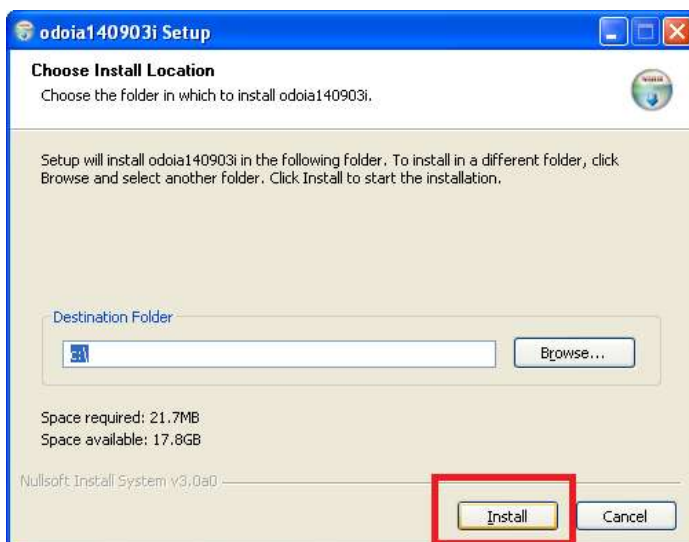 odoia140903i Setup
Choose Install Location
Choose the folder in which to install odoia140903i.
Setup will install odoia140903i in the following folder. To install in a different folder, click
Browse and select another folder. Click Install to start the installation.
Destination Folder
c:\
Browse...
Space required: 21.7MB
Space available: 17.8GB
Nullsoft Install System v3.0a0
Install
Cancel